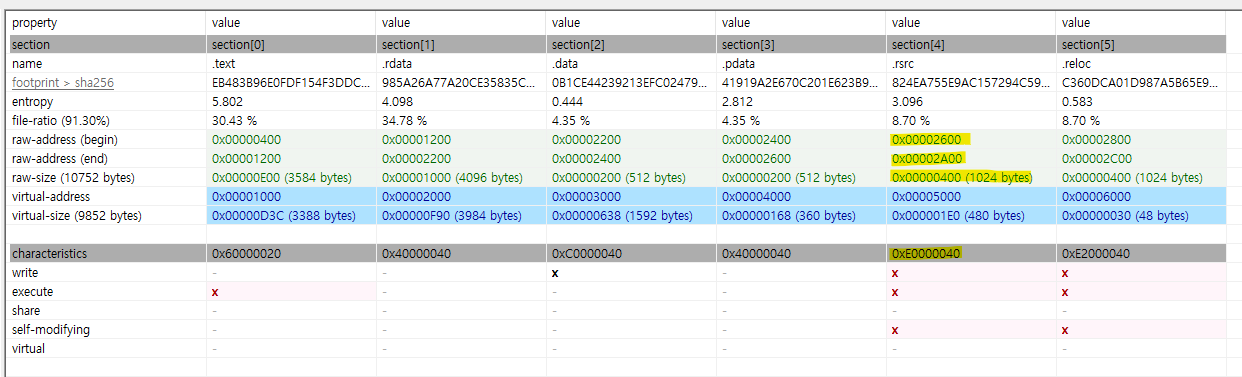 property value value value value value value
section section[0] section[1] section[2] section[3] section[4] section[5]
name .text .rdata .data .pdata .rsrc .reloc
footprint > sha256 EB483B96E0FDF154F3DDC... 985A26A77A20CE35835C... 0B1CE44239213EFC02479... 41919A2E670C201E623B9... 824EA755E9AC157294C59... C360DCA01D987A5B65E9...
entropy 5.802 4.098 0.444 2.812 3.096 0.583
file-ratio (91.30%) 30.43 % 34.78 % 4.35 % 4.35 % 8.70 % 8.70 %
raw-address (begin) 0x00000400 0x00001200 0x00002200 0x00002400 0x00002600 0x00002800
raw-address (end) 0x00001200 0x00002200 0x00002400 0x00002600 0x00002A00 0x00002C00
raw-size (10752 bytes) 0x00000E00 (3584 bytes) 0x00001000 (4096 bytes) 0x00000200 (512 bytes) 0x00000200 (512 bytes) 0x00000400 (1024 bytes) 0x00000400 (1024 bytes)
virtual-address 0x00001000 0x00002000 0x00003000 0x00004000 0x00005000 0x00006000
virtual-size (9852 bytes) 0x00000D3C (3388 bytes) 0x00000F90 (3984 bytes) 0x00000638 (1592 bytes) 0x00000168 (360 bytes) 0x000001E0 (480 bytes) 0x00000030 (48 bytes)
characteristics 0x60000020 0x40000040 0xC0000040 0x40000040 0xE0000040 0xE2000040
write - - x - x x
execute x - - - x x
share - - - - - -
self-modifying - - - - x x
virtual - - - - - -